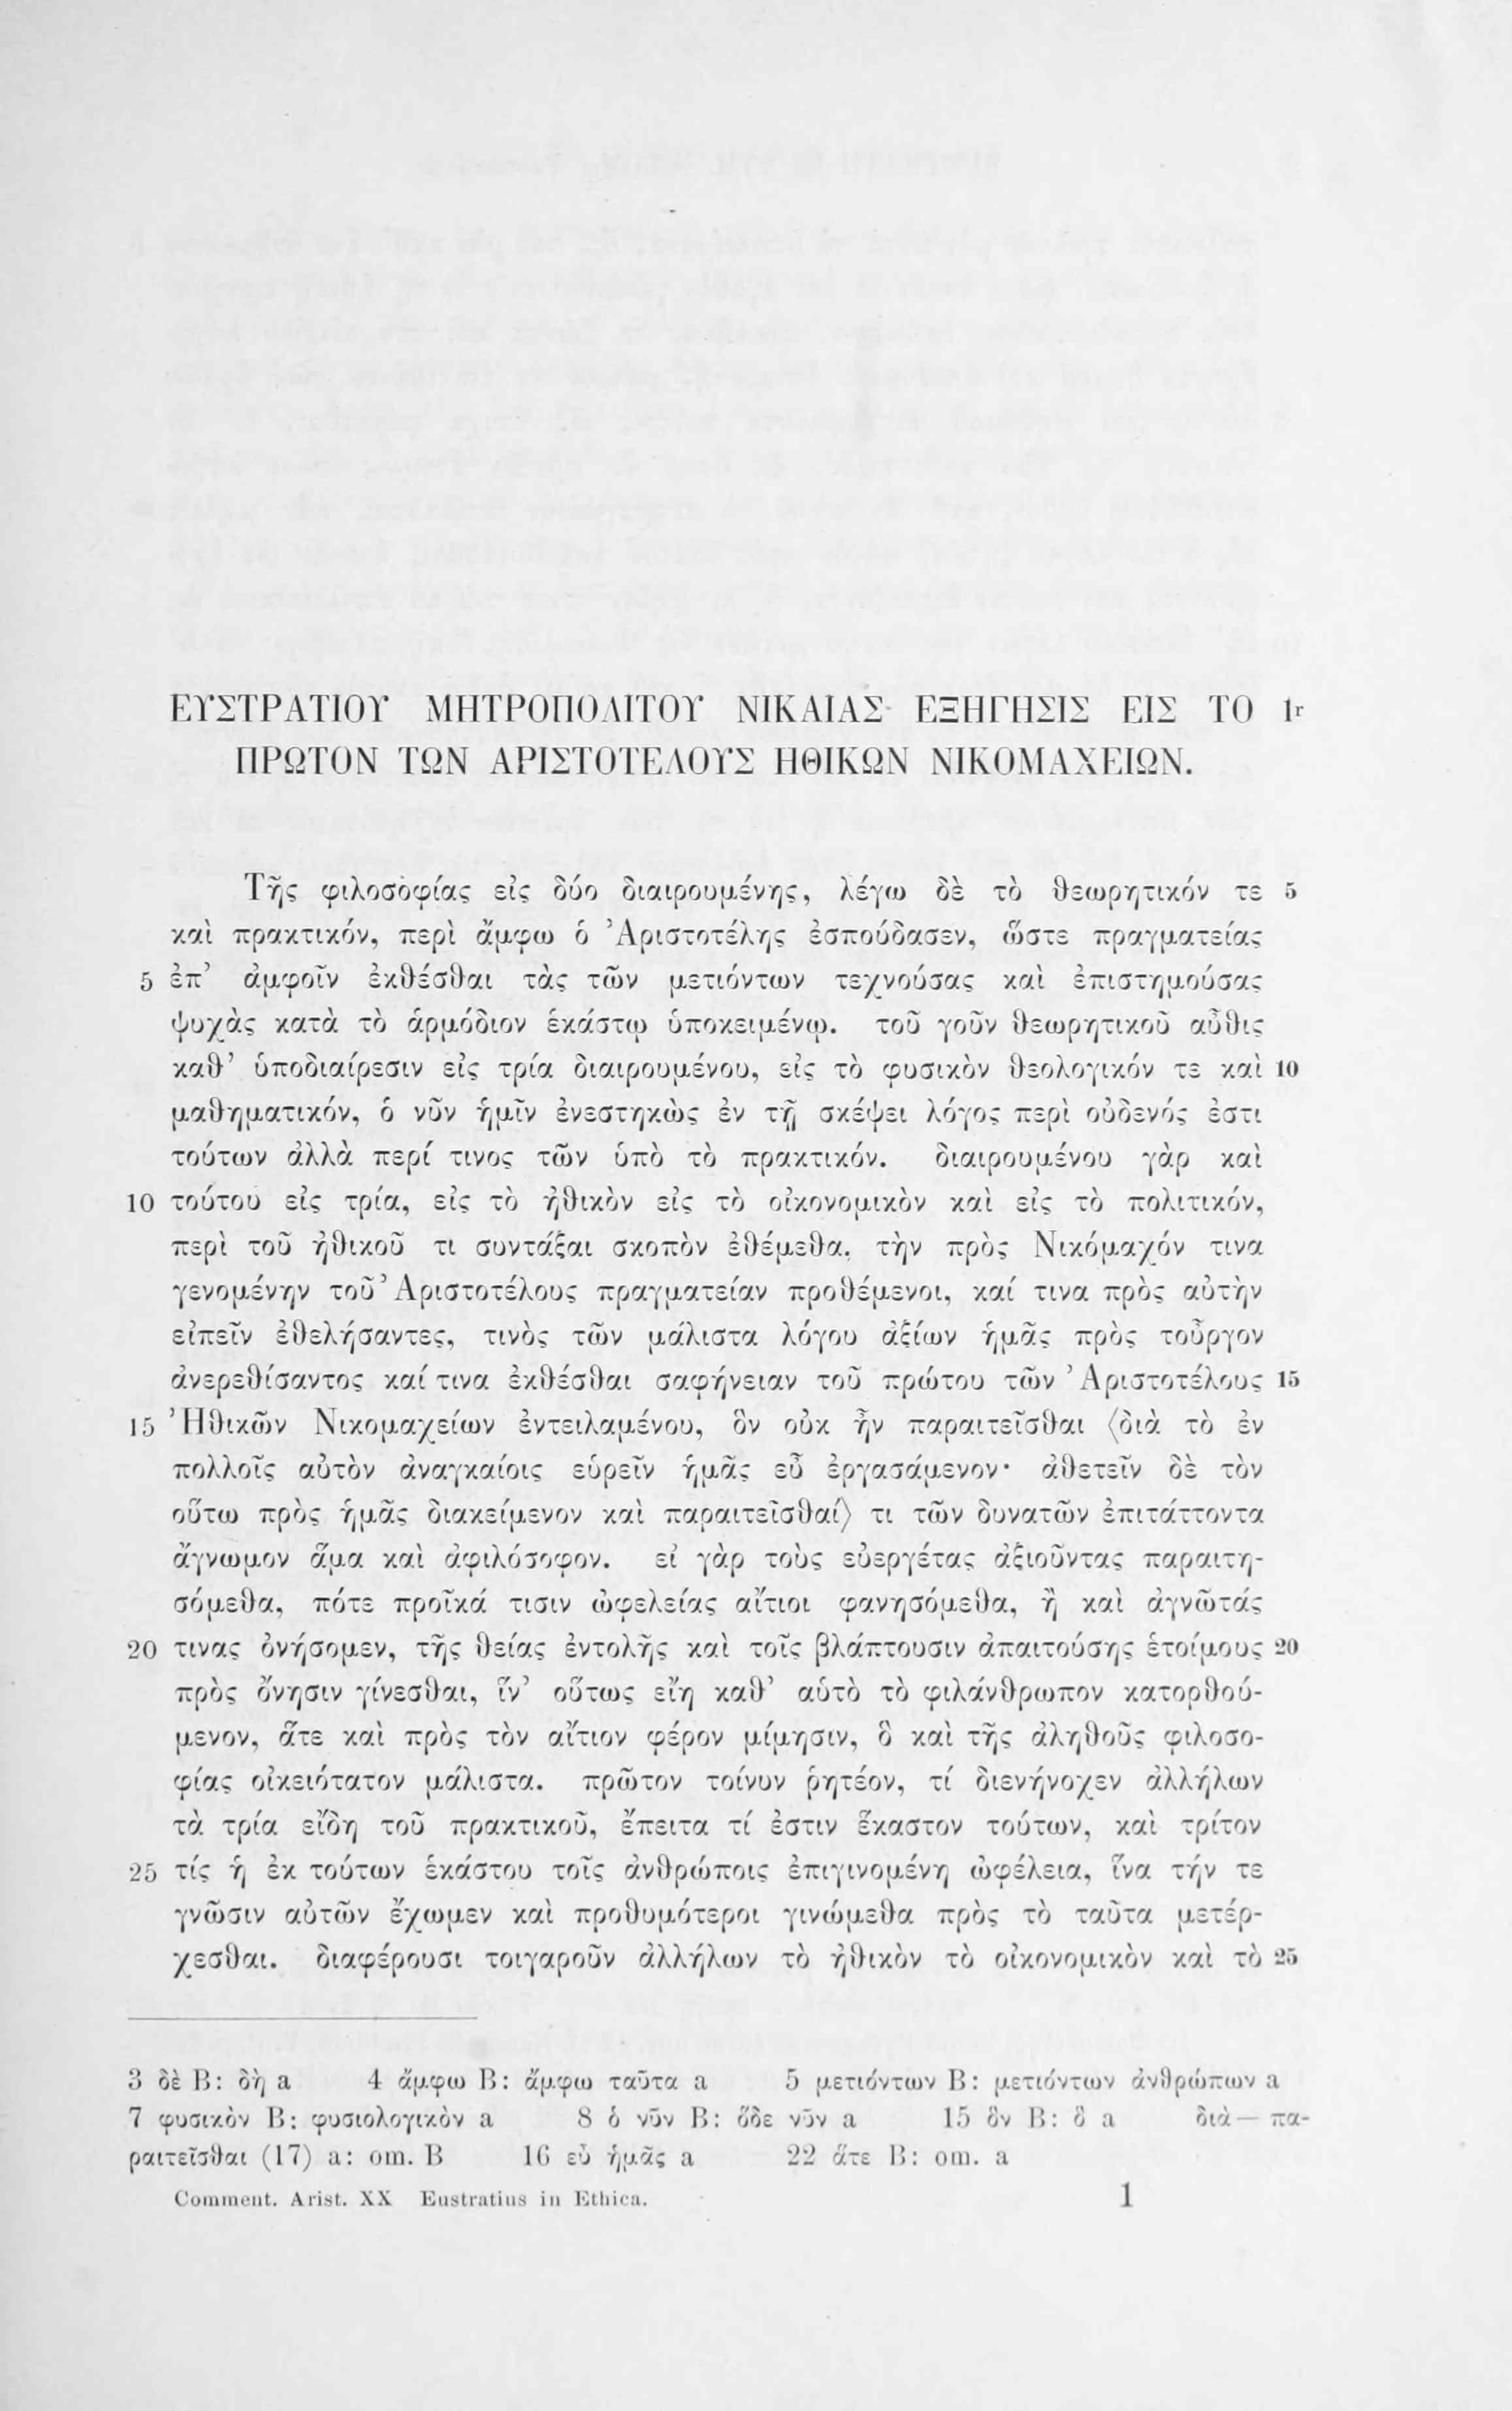 ΕΥΣΤΡΑΤΙΟΥ ΜΗΤΡΟΠΟΛΙΤΟΥ ΝΙΚΑΙΑΣ ΕΞΗΓΗΣΙΣ ΕΙΣ ΤΟ 1r
ΠΡΩΤΟΝ ΤΩΝ ΑΡΙΣΤΟΤΕΛΟΥΣ ΗΘΙΚΩΝ ΝΙΚΟΜΑΧΕΙΩΝ.
Τῆς φιλοσοφίας εἰς δύο διαιρουμένης, λέγω δὲ τὸ θεωρητικόν τε 5
καὶ πρακτικόν, περὶ ἄμφω ὁ Ἀριστοτέλης ἐσπούδασεν, ὥστε πραγματείας
5 ἐπ’ ἀμφοῖν ἐκθέσθαι τὰς τῶν μετιόντων τεχνούσας καὶ ἐπιστημούσας
ψυχὰς κατὰ τὸ ἁρμόδιον ἑκάστῳ ὑποκειμένῳ. τοῦ γοῦν θεωρητικοῦ αὖθις
καθ’ ὑποδιαίρεσιν εἰς τρία διαιρουμένου, εἰς τὸ φυσικὸν θεολογικόν τε καὶ 10
μαθηματικόν, ὁ νῦν ἡμῖν ἐνεστηκὼς ἐν τῇ σκέψει λόγος περὶ οὐδενός ἐστι
τούτων ἀλλὰ περί τινος τῶν ὑπὸ τὸ πρακτικόν. διαιρουμένου γὰρ καὶ
10 τούτου εἰς τρία, εἰς τὸ ἠθικὸν εἰς τὸ οἰκονομικὸν καὶ εἰς τὸ πολιτικόν,
περὶ τοῦ ἠθικοῦ τι συντάξαι σκοπὸν ἐθέμεθα, τὴν πρὸς Νικόμαχόν τινα
γενομένην τοῦ Ἀριστοτέλους πραγματείαν προθέμενοι, καί τινα πρὸς αὐτὴν
εἰπεῖν ἐθελήσαντες, τινὸς τῶν μάλιστα λόγου ἀξίων ἡμᾶς πρὸς τοὖργον
ἀνερεθίσαντος καί τινα ἐκθέσθαι σαφήνειαν τοῦ πρώτου τῶν Ἀριστοτέλους 15
15 Ἠθικῶν Νικομαχείων ἐντειλαμένου, ὃν οὐκ ἦν παραιτεῖσθαι ⟨διὰ τὸ ἐν
πολλοῖς αὐτὸν ἀναγκαίοις εὑρεῖν ἡμᾶς εὖ ἐργασάμενον· ἀθετεῖν δὲ τὸν
οὕτω πρὸς ἡμᾶς διακείμενον καὶ παραιτεῖσθαί⟩ τι τῶν δυνατῶν ἐπιτάττοντα
ἄγνωμον ἅμα καὶ ἀφιλόσοφον. εἰ γὰρ τοὺς εὐεργέτας ἀξιοῦντας παραιτη-
σόμεθα, πότε προῖκά τισιν ὠφελείας αἴτιοι φανησόμεθα, ἢ καὶ ἀγνῶτάς
20 τινας ὀνήσομεν, τῆς θείας ἐντολῆς καὶ τοῖς βλάπτουσιν ἀπαιτούσης ἑτοίμους 20
πρὸς ὄνησιν γίνεσθαι, ἵν’ οὕτως εἴη καθ’ αὑτὸ τὸ φιλάνθρωπον κατορθού-
μενον, ἅτε καὶ πρὸς τὸν αἴτιον φέρον μίμησιν, ὃ καὶ τῆς ἀληθοῦς φιλοσο-
φίας οἰκειότατον μάλιστα. πρῶτον τοίνυν ῥητέον, τί διενήνοχεν ἀλλήλων
τὰ τρία εἴδη τοῦ πρακτικοῦ, ἔπειτα τί ἐστιν ἕκαστον τούτων, καὶ τρίτον
25 τίς ἡ ἐκ τούτων ἑκάστου τοῖς ἀνθρώποις ἐπιγινομένη ὠφέλεια, ἵνα τήν τε
γνῶσιν αὐτῶν ἔχωμεν καὶ προθυμότεροι γινώμεθα πρὸς τὸ ταῦτα μετέρ-
χεσθαι. διαφέρουσι τοιγαροῦν ἀλλήλων τὸ ἠθικὸν τὸ οἰκονομικὸν καὶ τὸ 25
3 δὲ B: δὴ a 4 ἄμφω B: ἄμφω ταῦτα a 5 μετιόντων B: μετιόντων ἀνθρώπων a
7 φυσικὸν B: φυσιολογικὸν a 8 ὁ νῦν B: ὅδε νῦν a 15 ὃν B: ὃ a διὰ — πα-
ραιτεῖσθαι (17) a: om. B 16 εὖ ἡμᾶς a 22 ἅτε B: om. a
Comment. Arist. XX Eustratius in Ethica. 1